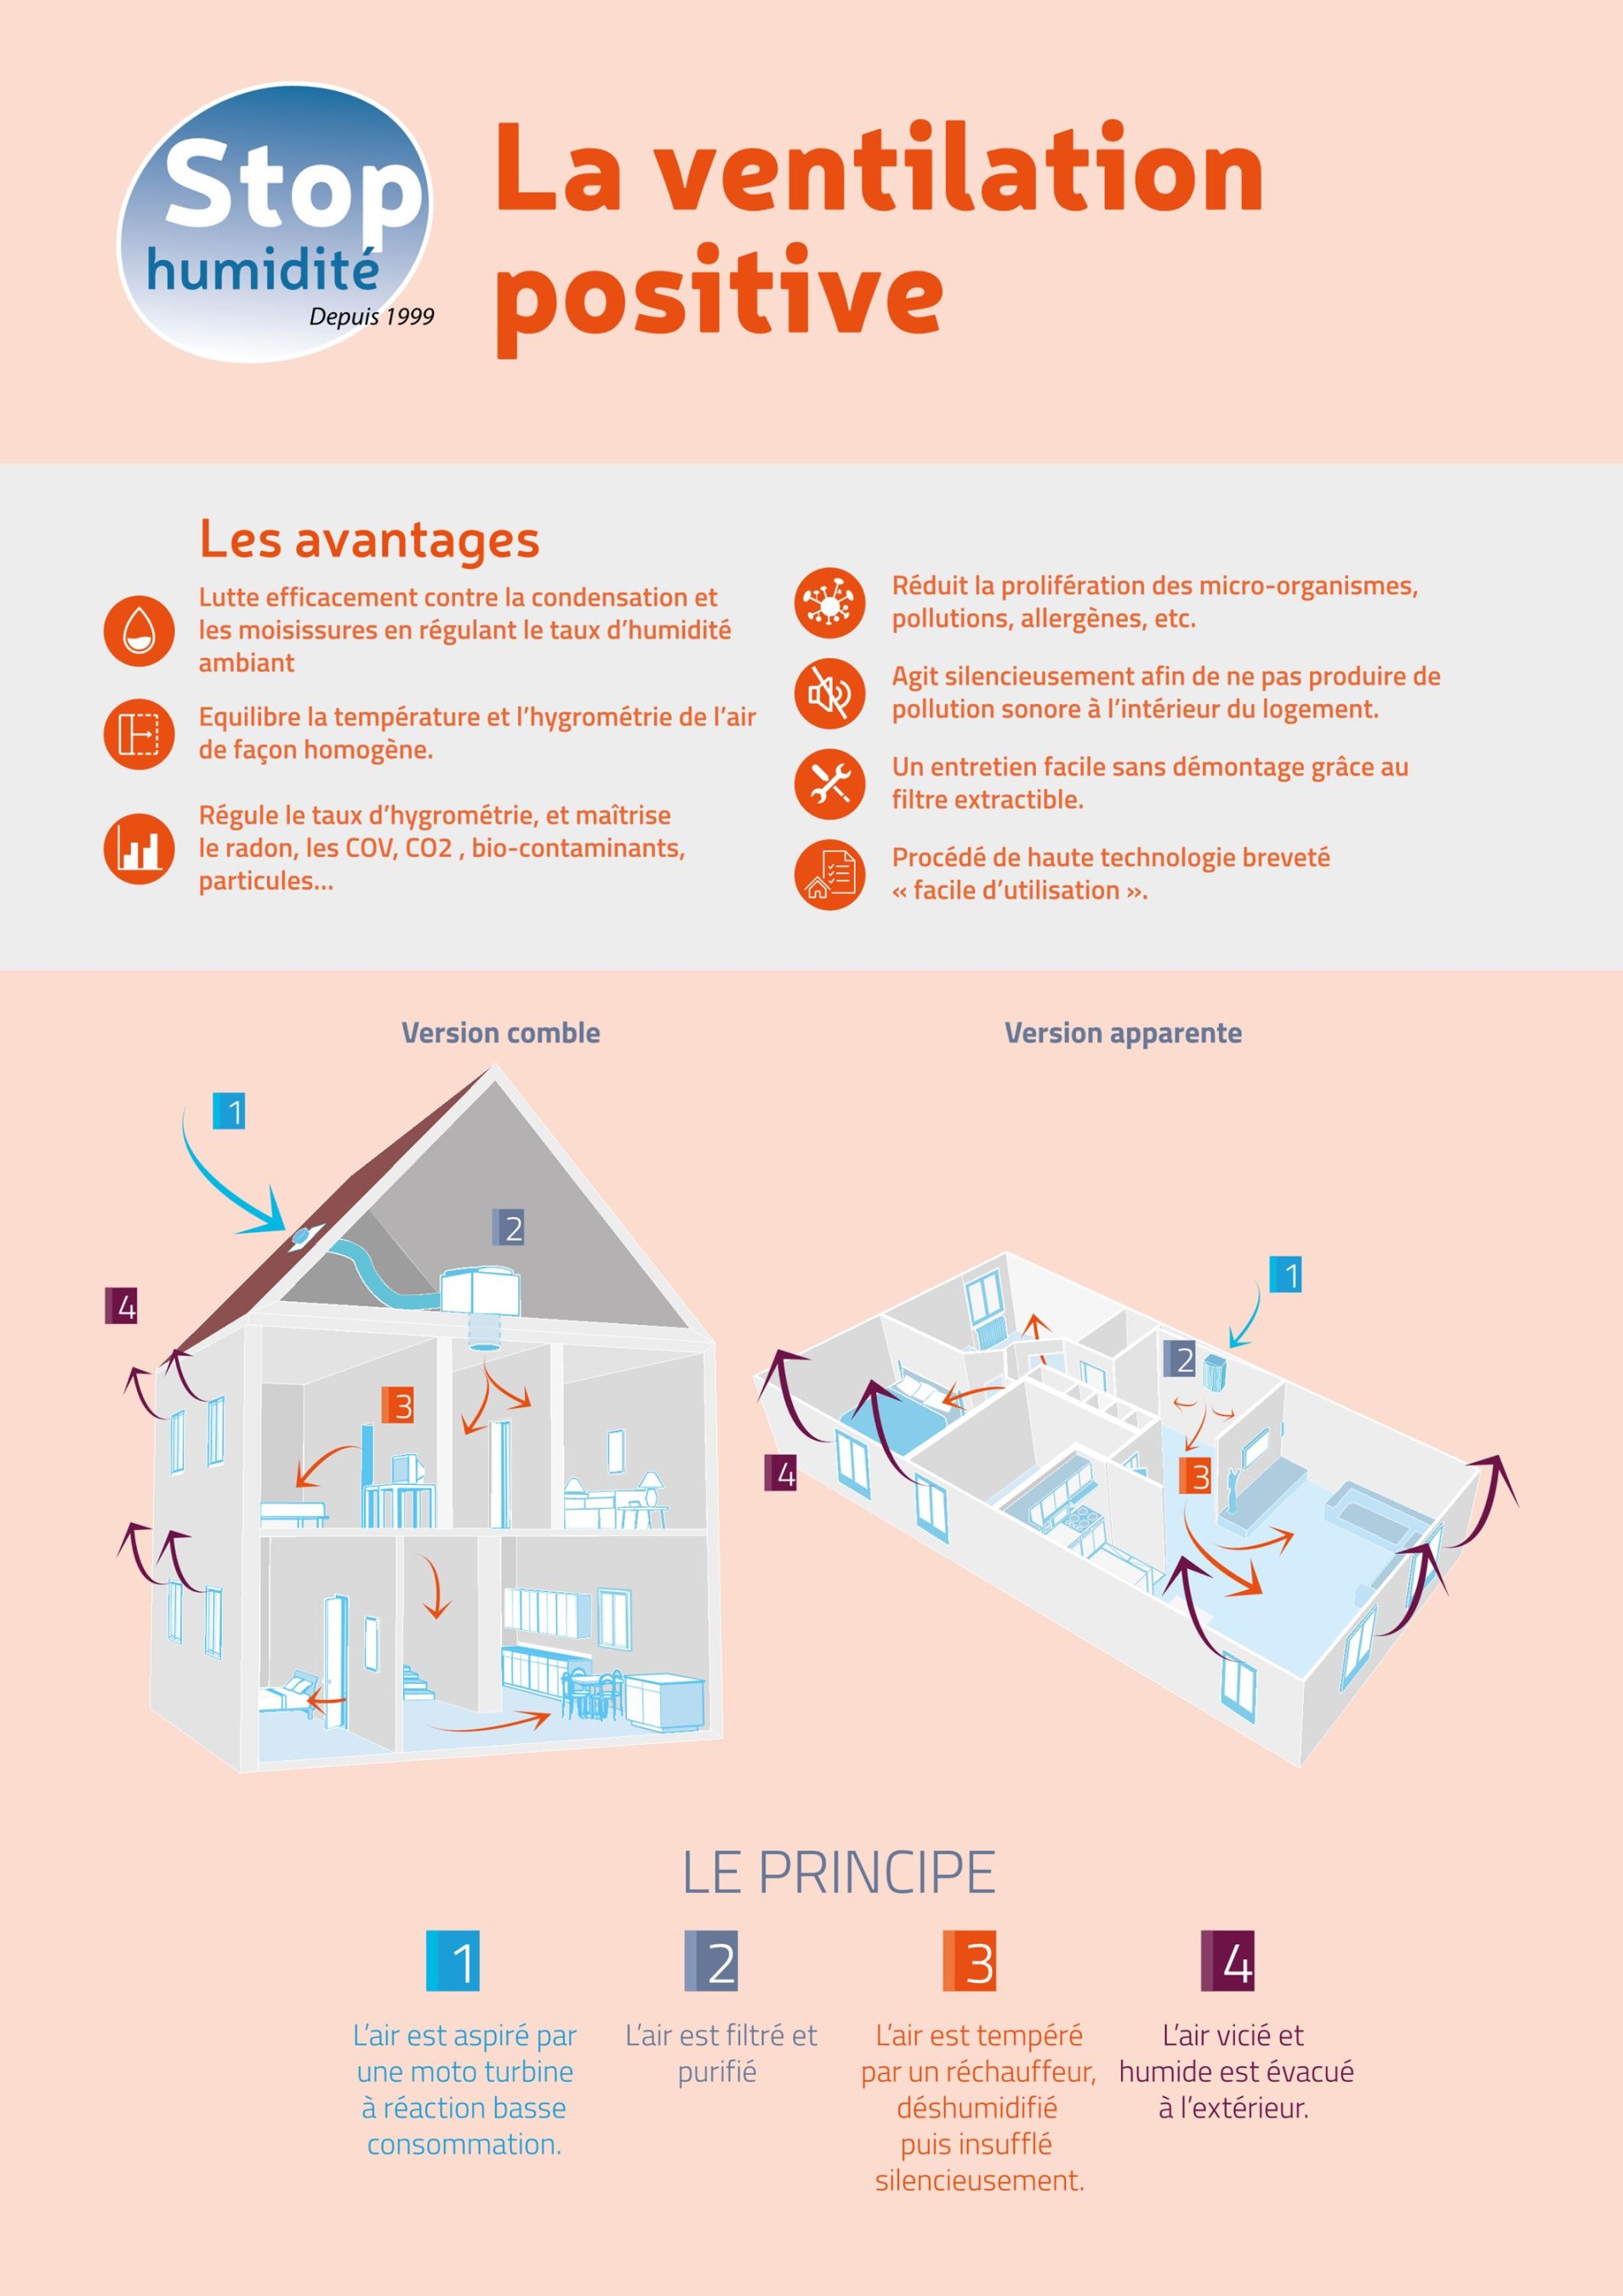 Stop
humidité
Depuis 1999
La ventilation
positive
Les avantages
Lutte efficacement contre la condensation et
les moisissures en régulant le taux d'humidité
ambiant
Equilibre la température et l'hygrométrie de l'air
de façon homogène.
Régule le taux d'hygrométrie, et maîtrise
le radon, les COV, CO2 , bio-contaminants,
particules...
Réduit la prolifération des micro-organismes,
pollutions, allergènes, etc.
Agit silencieusement afin de ne pas produire de
pollution sonore à l'intérieur du logement.
Un entretien facile sans démontage grâce au
filtre extractible.
Procédé de haute technologie breveté
« facile d'utilisation ».
Version comble
1
2
4
3
Version apparente
1
2
4
3
LE PRINCIPE
1
L'air est aspiré par
une moto turbine
à réaction basse
consommation.
2
L'air est filtré et
purifié
3
L'air est tempéré
par un réchauffeur,
déshumidifié
puis insufflé
silencieusement.
4
L'air vicié et
humide est évacué
à l'extérieur.